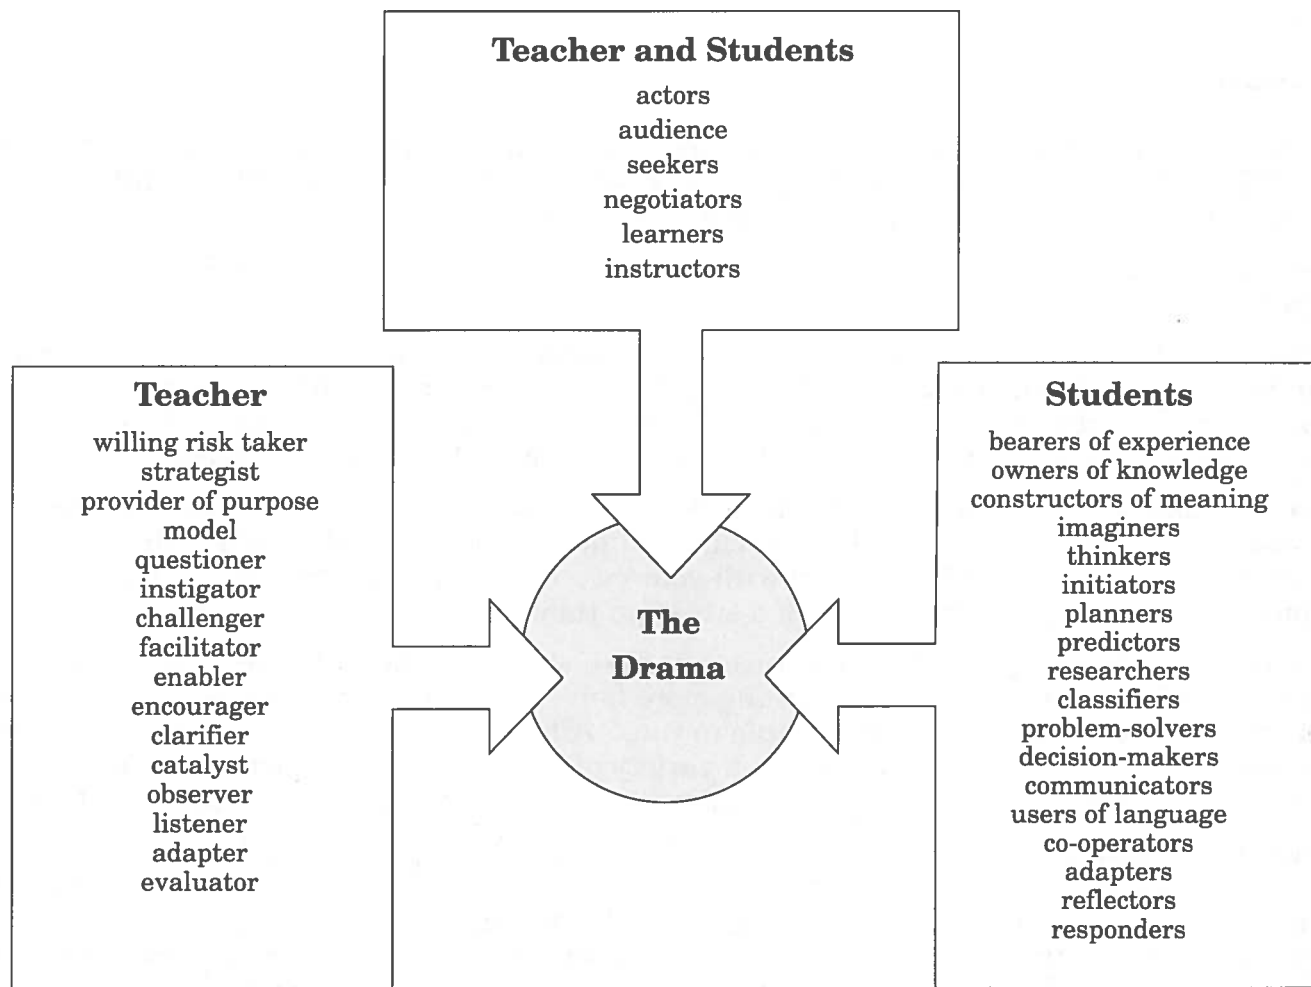 Teacher and Students
actors
audience
seekers
negotiators
learners
instructors
Teacher
willing risk taker
strategist
provider of purpose
model
questioner
instigator
challenger
facilitator
enabler
encourager
clarifier
catalyst
observer
listener
adapter
evaluator
The
Drama
Students
bearers of experience
owners of knowledge
constructors of meaning
imaginers
thinkers
initiators
planners
predictors
researchers
classifiers
problem-solvers
decision-makers
communicators
users of language
co-operators
adapters
reflectors
responders